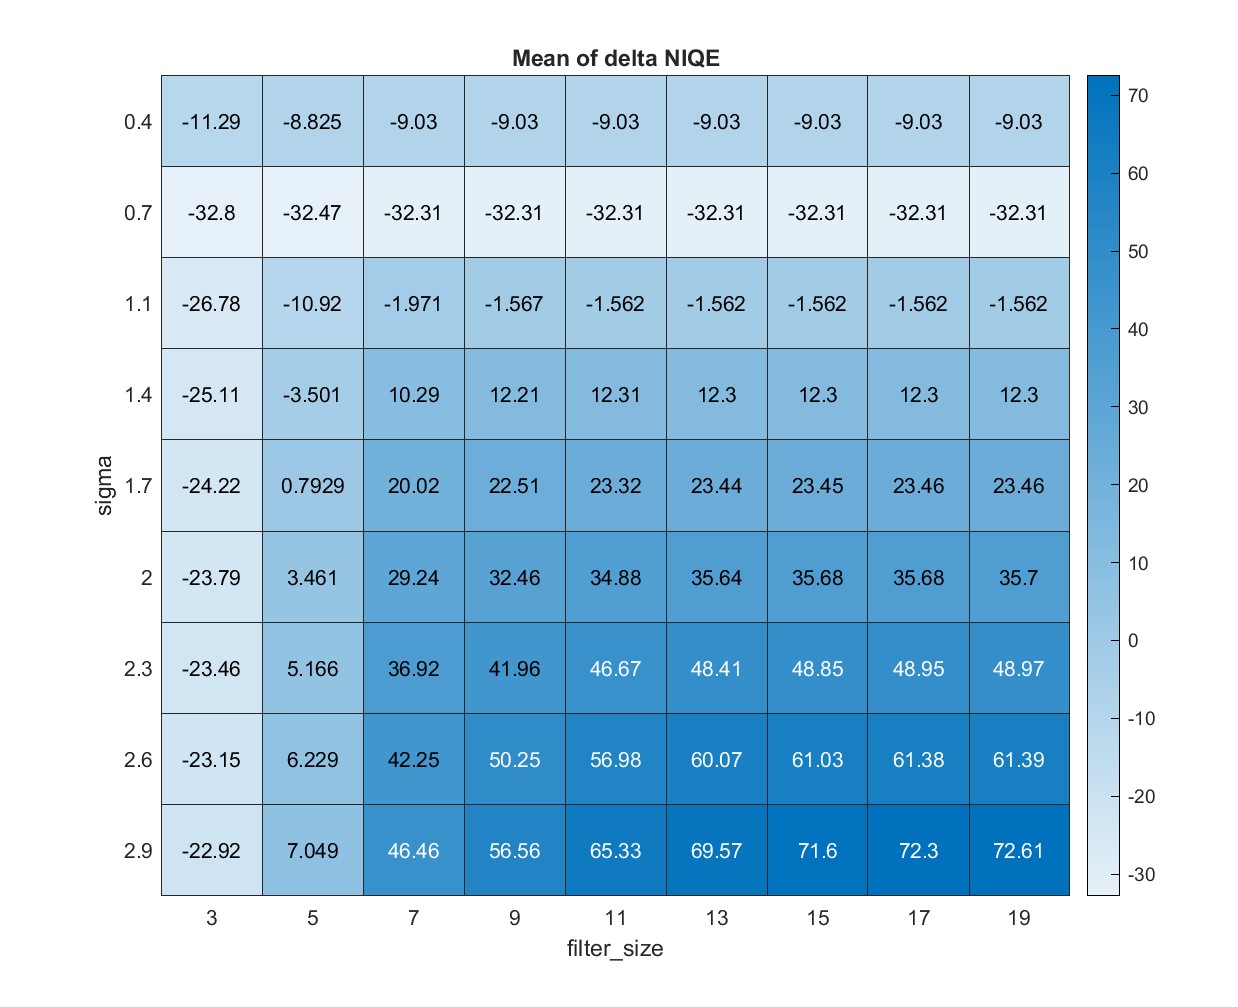 Mean of delta NIQE
0.4 -11.29 -8.825 -9.03 -9.03 -9.03 -9.03 -9.03 -9.03 -9.03
0.7 -32.8 -32.47 -32.31 -32.31 -32.31 -32.31 -32.31 -32.31 -32.31
1.1 -26.78 -10.92 -1.971 -1.567 -1.562 -1.562 -1.562 -1.562 -1.562
1.4 -25.11 -3.501 10.29 12.21 12.31 12.3 12.3 12.3 12.3
sigma
1.7 -24.22 0.7929 20.02 22.51 23.32 23.44 23.45 23.46 23.46
2 -23.79 3.461 29.24 32.46 34.88 35.64 35.68 35.68 35.7
2.3 -23.46 5.166 36.92 41.96 46.67 48.41 48.85 48.95 48.97
2.6 -23.15 6.229 42.25 50.25 56.98 60.07 61.03 61.38 61.39
2.9 -22.92 7.049 46.46 56.56 65.33 69.57 71.6 72.3 72.61
3 5 7 9 11 13 15 17 19
filter_size
70
60
50
40
30
20
10
0
-10
-20
-30